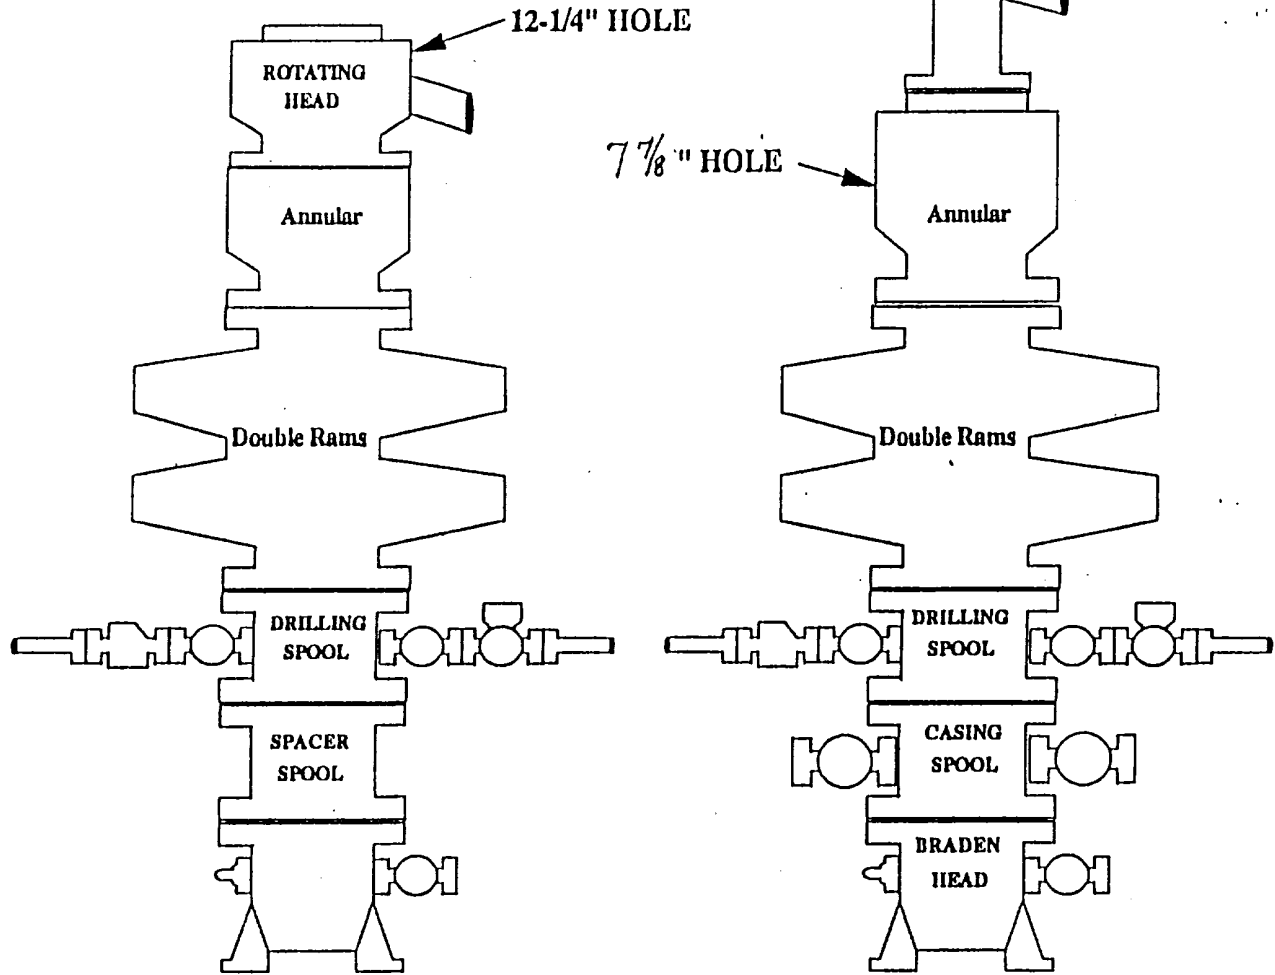 12-1/4" HOLE
ROTATING
HEAD
Annular
Double Rams
DRILLING
SPOOL
SPACER
SPOOL
7 7/8 " HOLE
Annular
Double Rams
DRILLING
SPOOL
CASING
SPOOL
BRADEN
HEAD